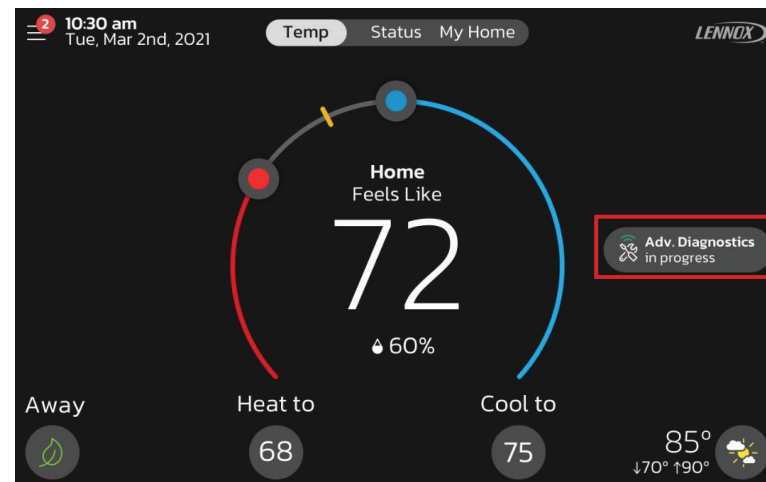 2
10:30 am
Tue, Mar 2nd, 2021
Temp Status My Home
LENNOX
Home
Feels Like
72
60%
Adv. Diagnostics
in progress
Away
Heat to
Cool to
68
75
85°
↓70° ↑90°